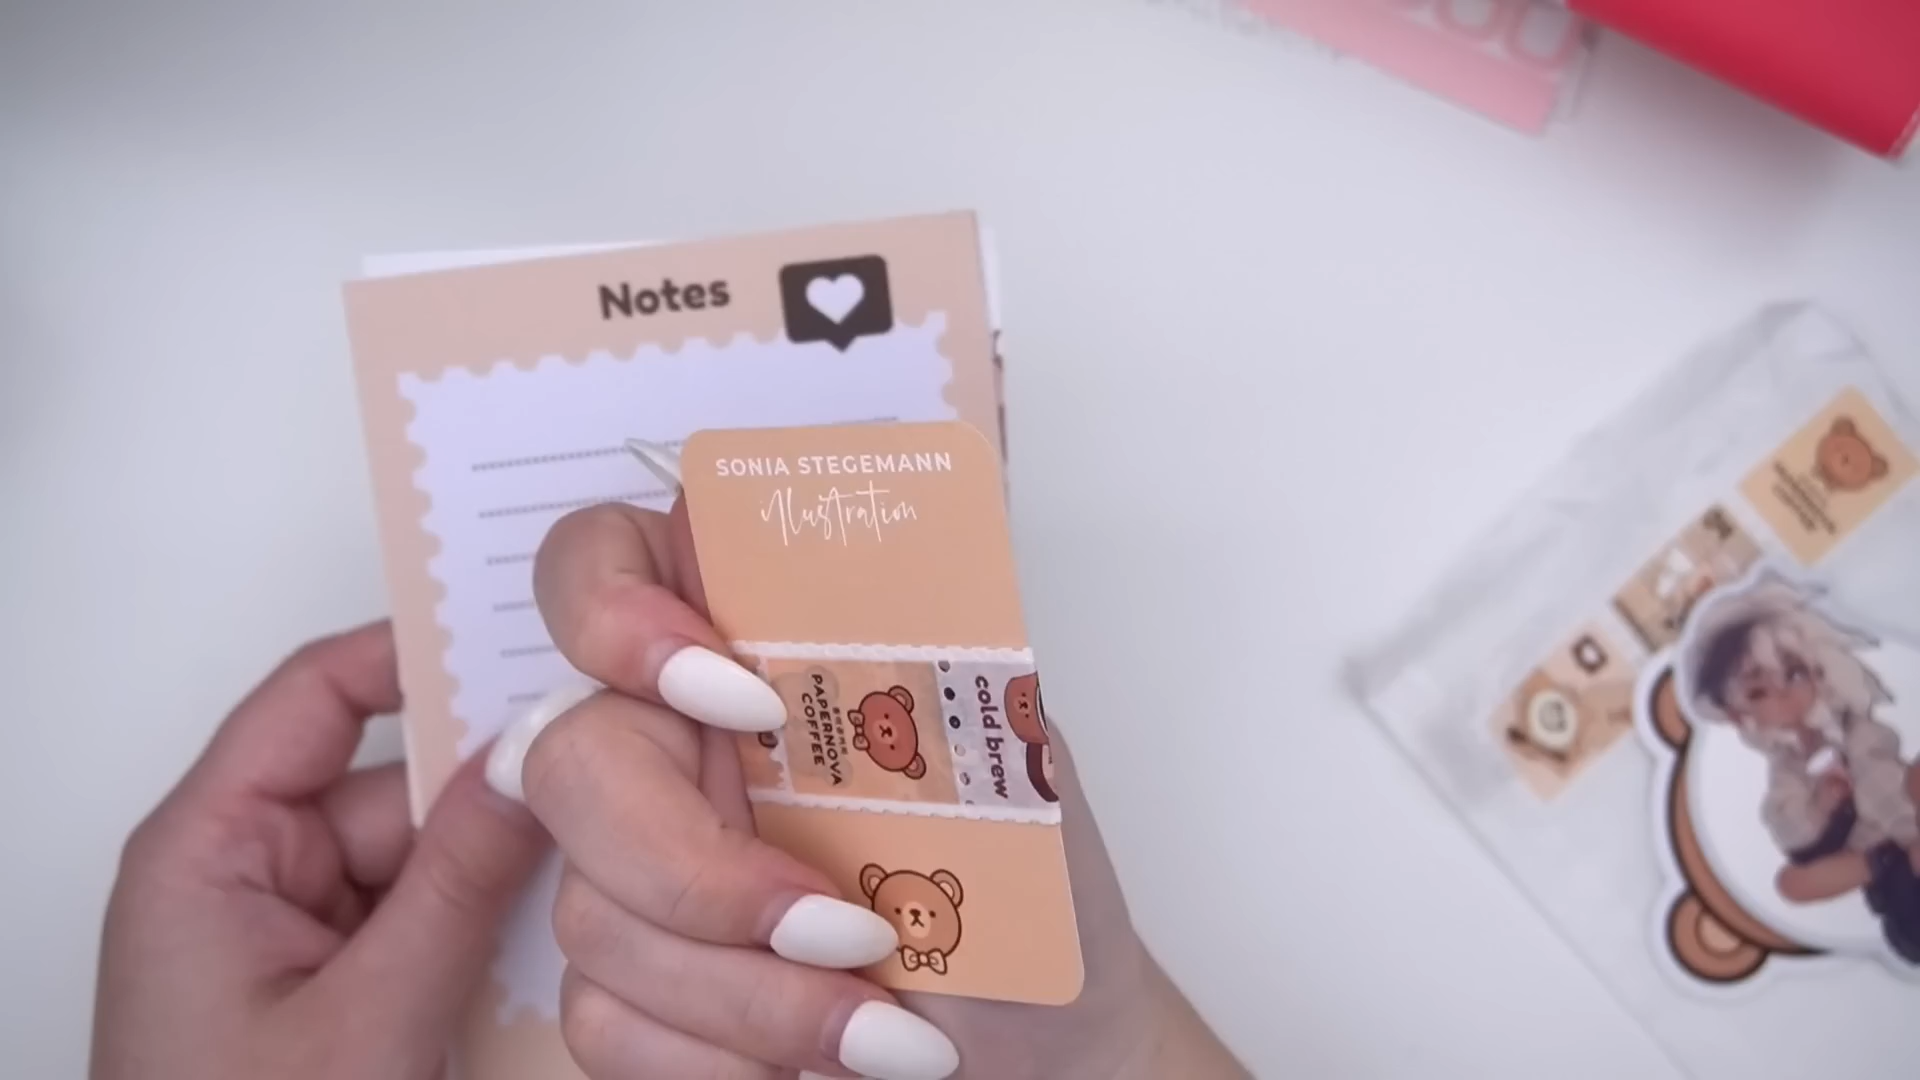 Notes
SONIA STEGEMANN
illustration
PAPERNOVA
COFFEE
cold brew